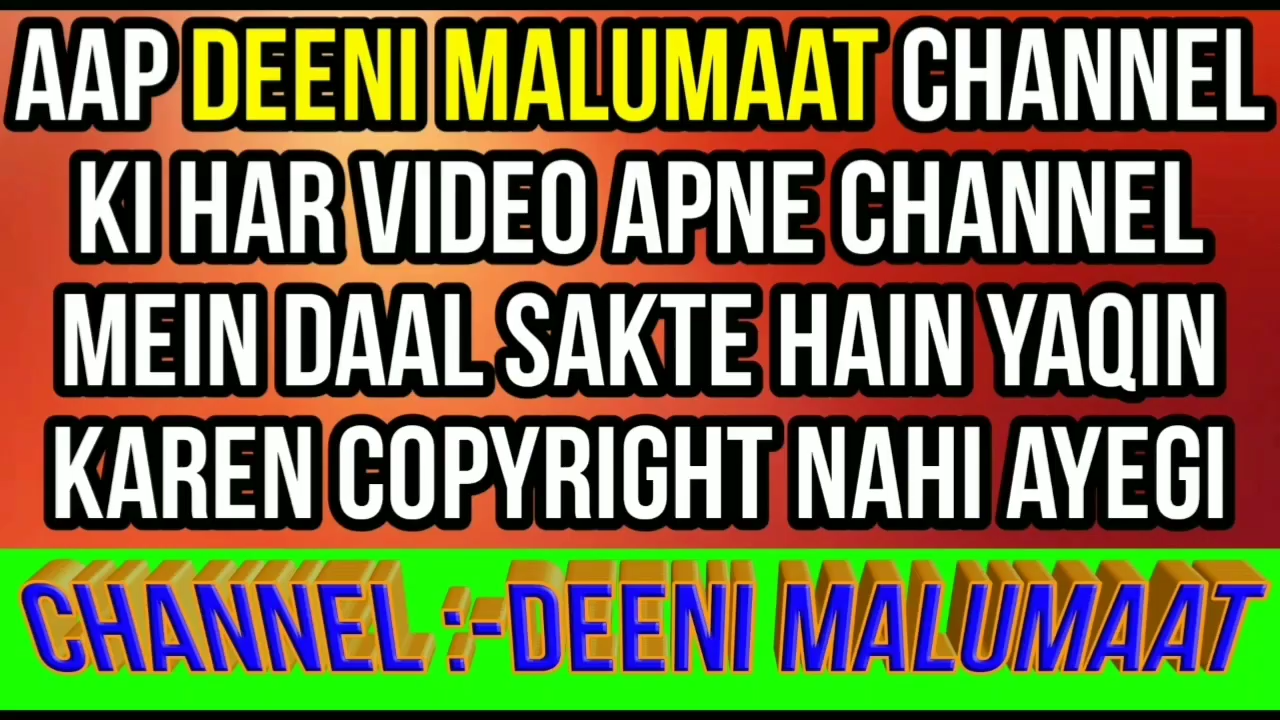 AAP DEENI MALUMAAT CHANNEL
KI HAR VIDEO APNE CHANNEL
MEIN DAAL SAKTE HAIN YAQIN
KAREN COPYRIGHT NAHI AYEGI
CHANNEL :-DEENI MALUMAAT